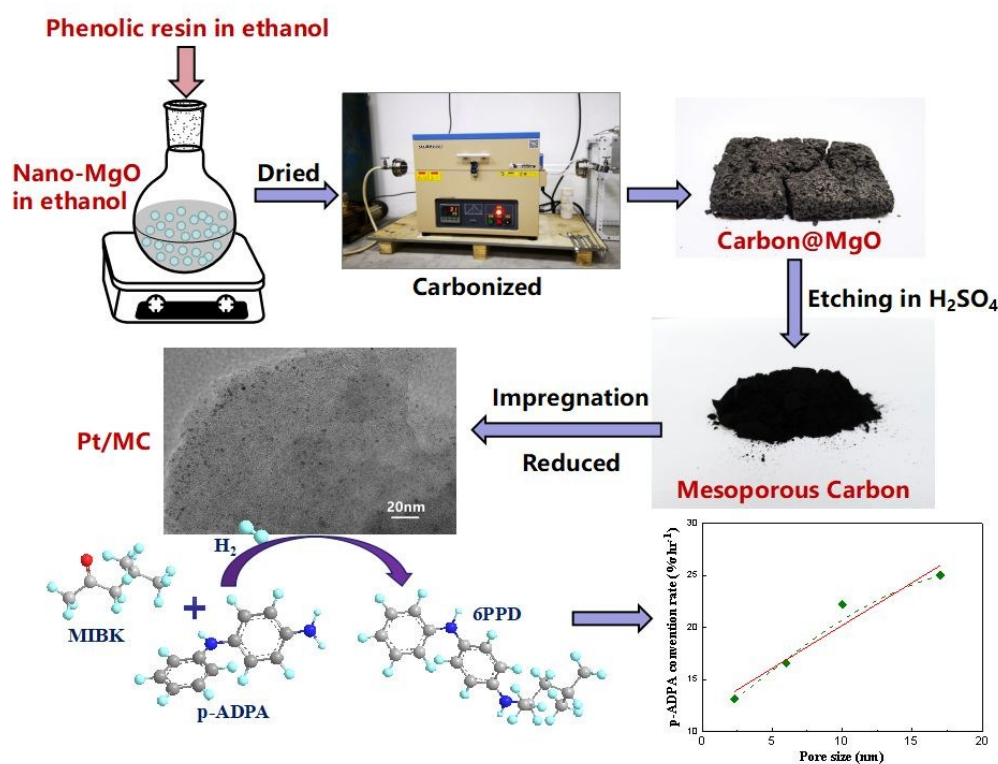 Phenolic resin in ethanol
Nano-MgO
in ethanol
Dried
Carbonized
Carbon@MgO
Etching in H₂SO₄
Mesoporous Carbon
Impregnation
Reduced
Pt/MC
20nm
H₂
MIBK
+
p-ADPA
6PPD
p-ADPA convention rate (%g hr⁻¹)
30
25
20
15
10
0
5
10
15
20
Pore size (nm)